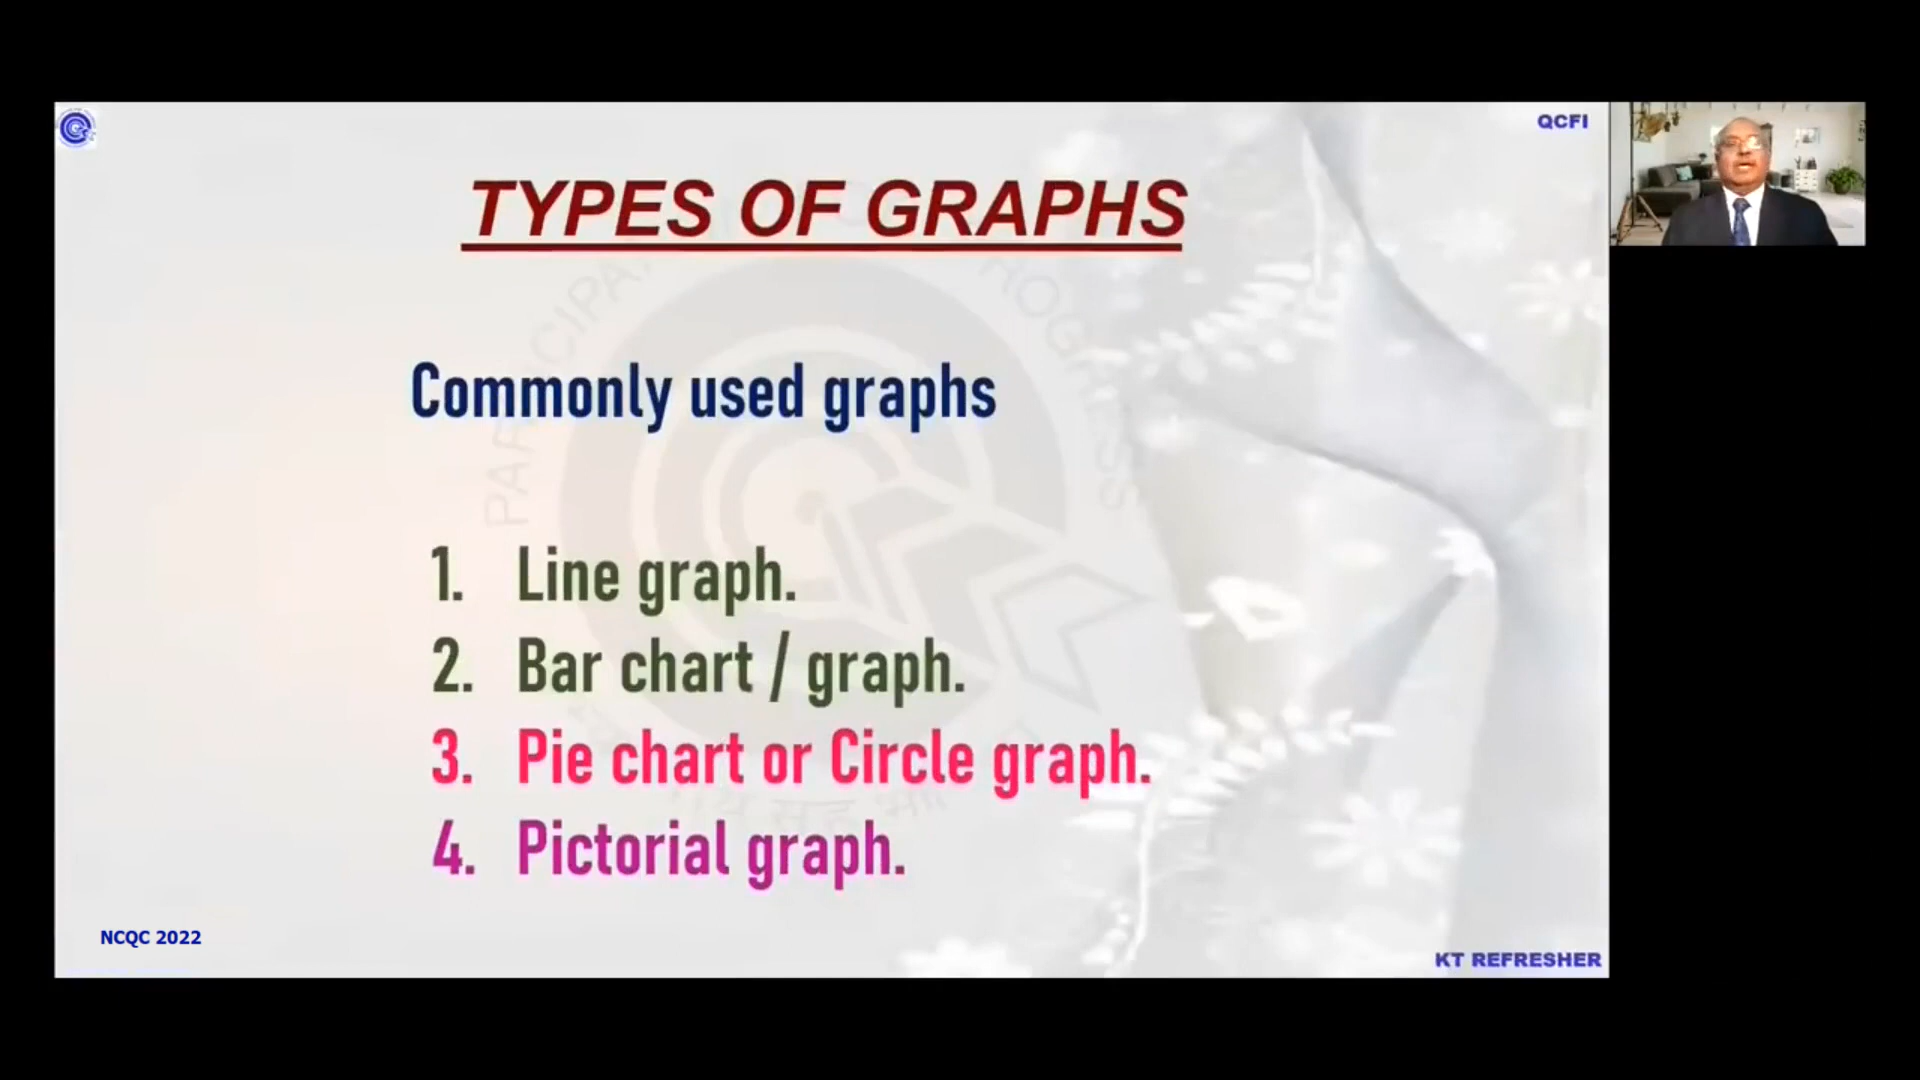 QCFI
TYPES OF GRAPHS
Commonly used graphs
1. Line graph.
2. Bar chart / graph.
3. Pie chart or Circle graph.
4. Pictorial graph.
NCQC 2022
KT REFRESHER